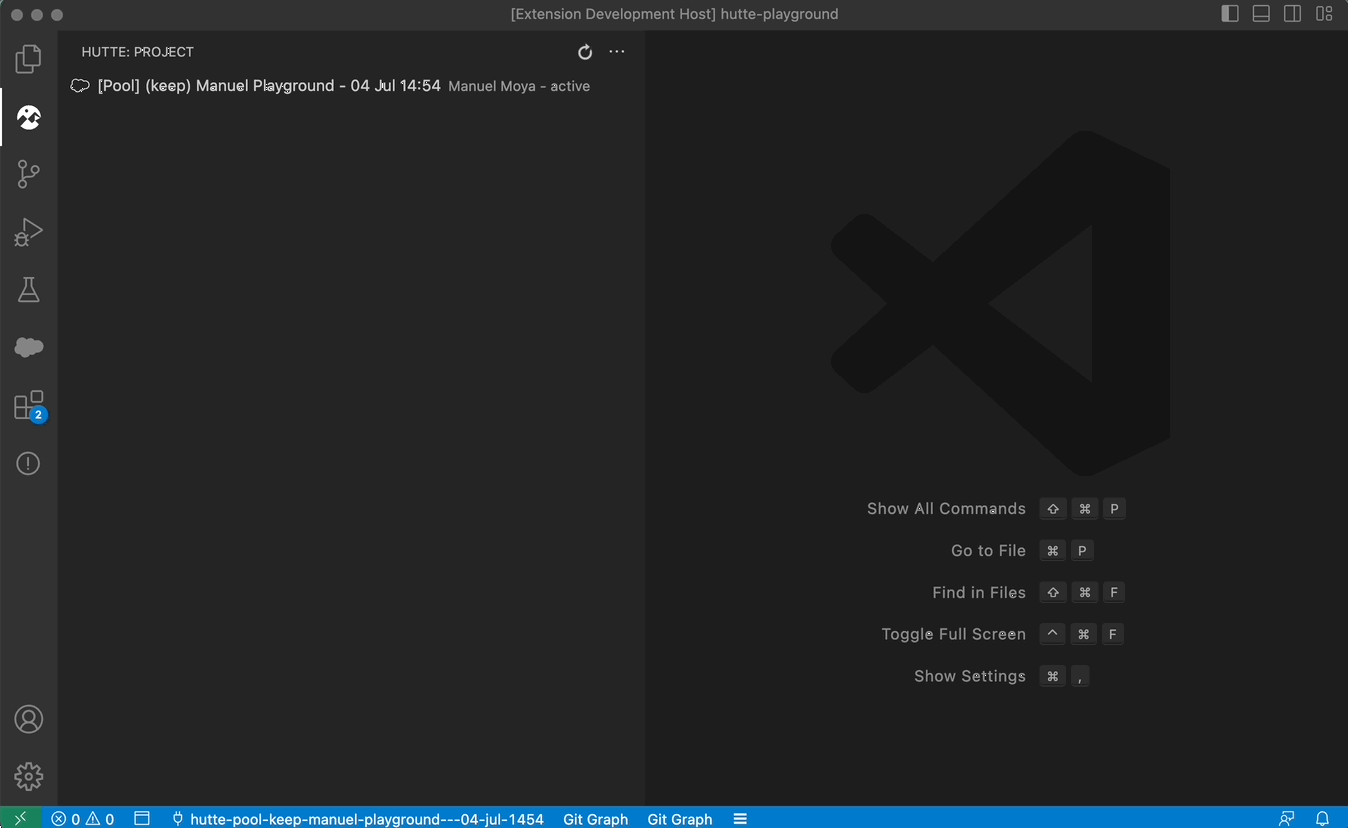 [Extension Development Host] hutte-playground
HUTTE: PROJECT
[Pool] (keep) Manuel Playground - 04 Jul 14:54 Manuel Moya - active
2
Show All Commands ⇧ ⌘ P
Go to File ⌘ P
Find in Files ⇧ ⌘ F
Toggle Full Screen ^ ⌘ F
Show Settings ⌘ ,
0 0 hutte-pool-keep-manuel-playground---04-jul-1454 Git Graph Git Graph